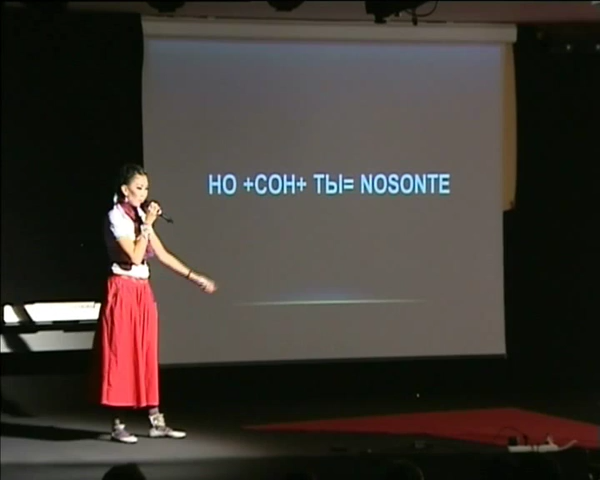 НО +СОН+ ТЫ= NOSONTE